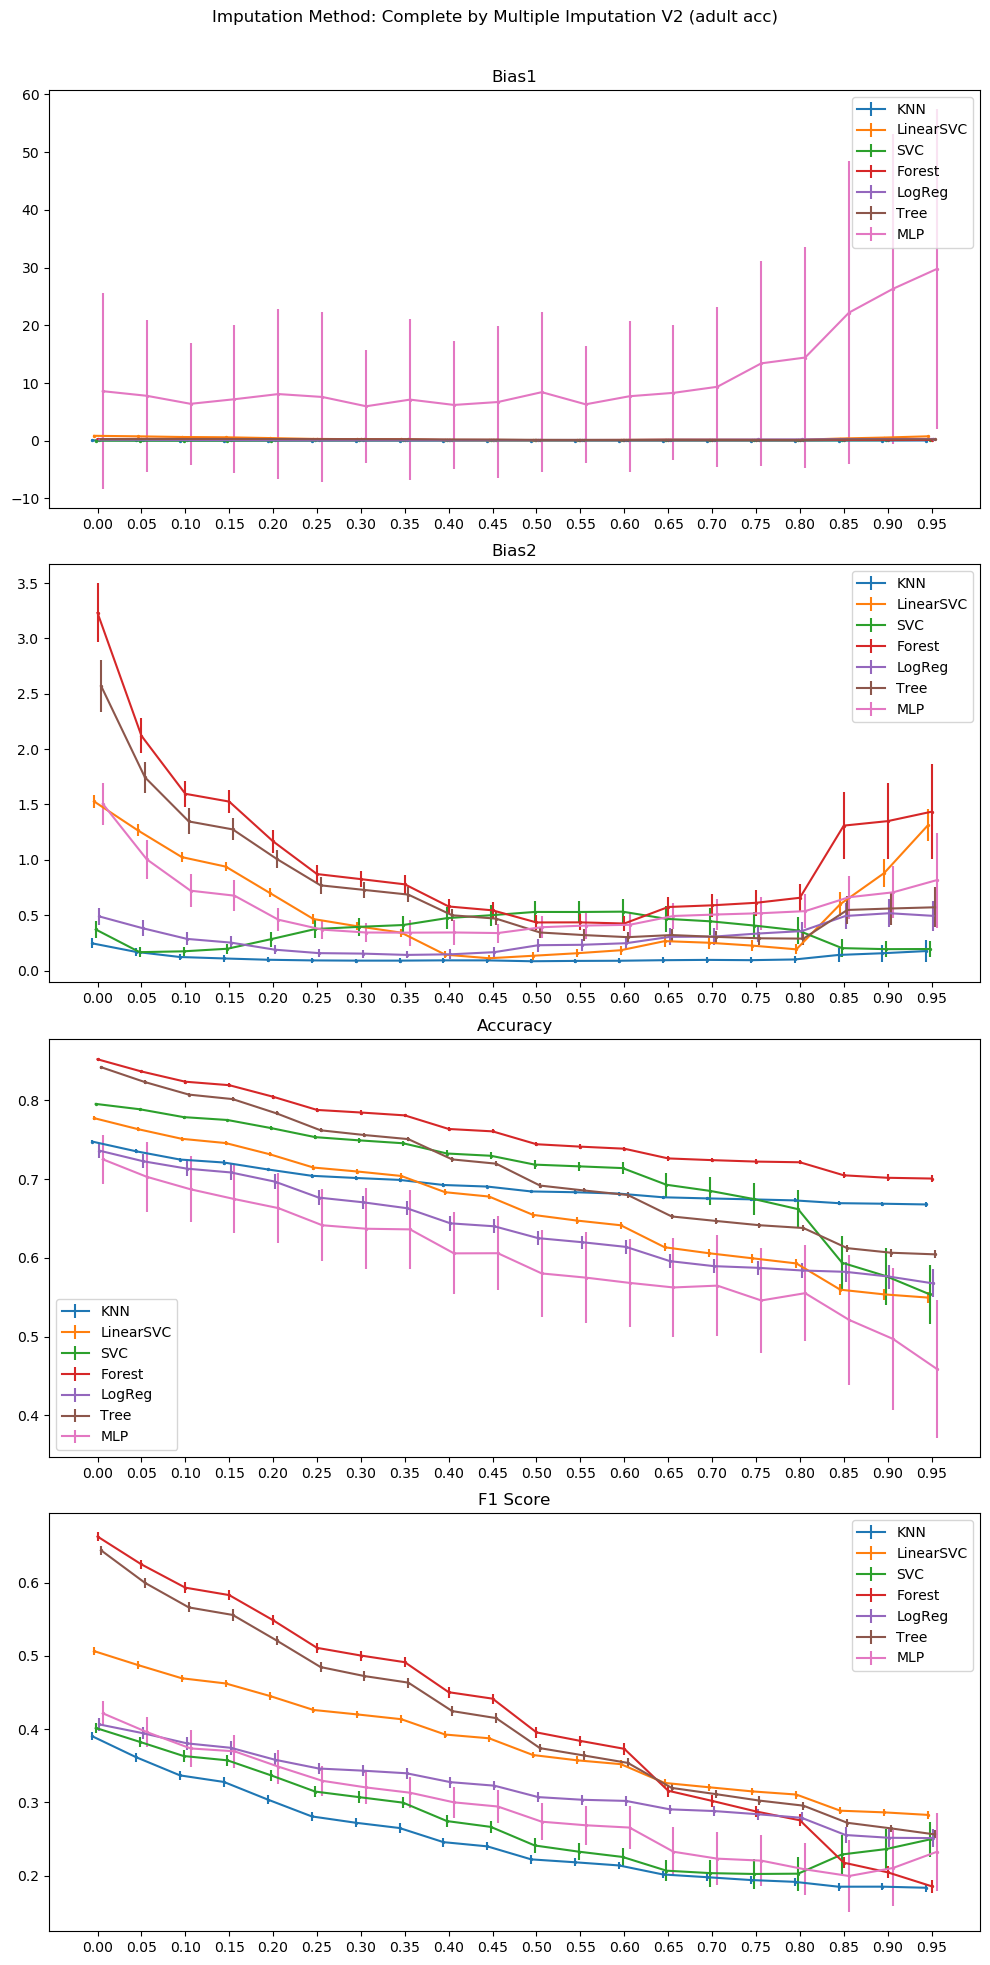 Imputation Method: Complete by Multiple Imputation V2 (adult acc)
Bias1
60
50
40
30
20
10
0
−10
KNN
LinearSVC
SVC
Forest
LogReg
Tree
MLP
0.00 0.05 0.10 0.15 0.20 0.25 0.30 0.35 0.40 0.45 0.50 0.55 0.60 0.65 0.70 0.75 0.80 0.85 0.90 0.95
Bias2
3.5
3.0
2.5
2.0
1.5
1.0
0.5
0.0
KNN
LinearSVC
SVC
Forest
LogReg
Tree
MLP
0.00 0.05 0.10 0.15 0.20 0.25 0.30 0.35 0.40 0.45 0.50 0.55 0.60 0.65 0.70 0.75 0.80 0.85 0.90 0.95
Accuracy
0.8
0.7
0.6
0.5
0.4
KNN
LinearSVC
SVC
Forest
LogReg
Tree
MLP
0.00 0.05 0.10 0.15 0.20 0.25 0.30 0.35 0.40 0.45 0.50 0.55 0.60 0.65 0.70 0.75 0.80 0.85 0.90 0.95
F1 Score
0.6
0.5
0.4
0.3
0.2
KNN
LinearSVC
SVC
Forest
LogReg
Tree
MLP
0.00 0.05 0.10 0.15 0.20 0.25 0.30 0.35 0.40 0.45 0.50 0.55 0.60 0.65 0.70 0.75 0.80 0.85 0.90 0.95